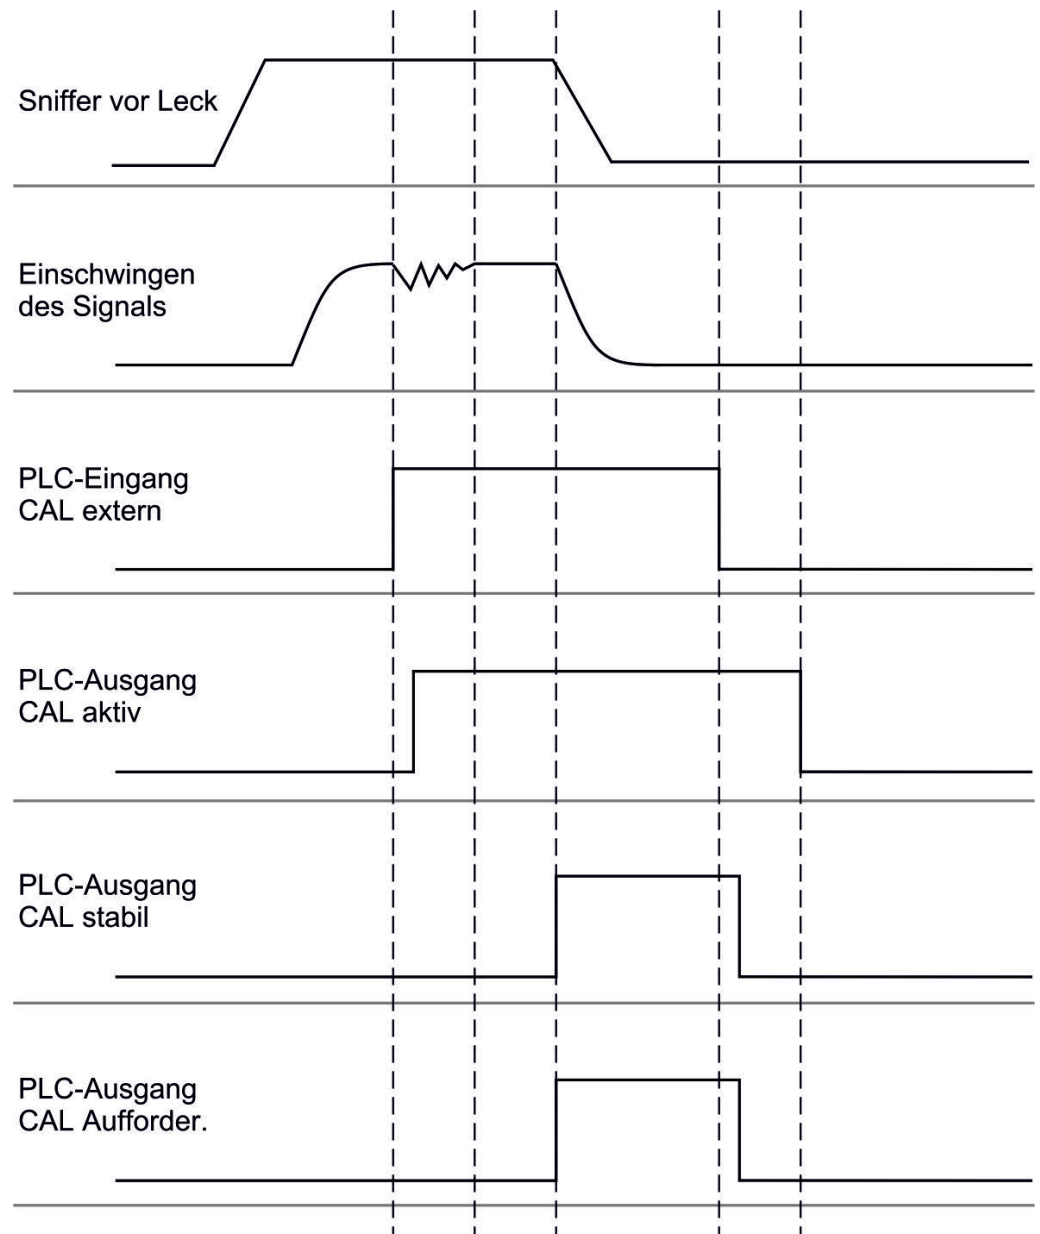 Sniffer vor Leck
Einschwingen
des Signals
PLC-Eingang
CAL extern
PLC-Ausgang
CAL aktiv
PLC-Ausgang
CAL stabil
PLC-Ausgang
CAL Aufforder.